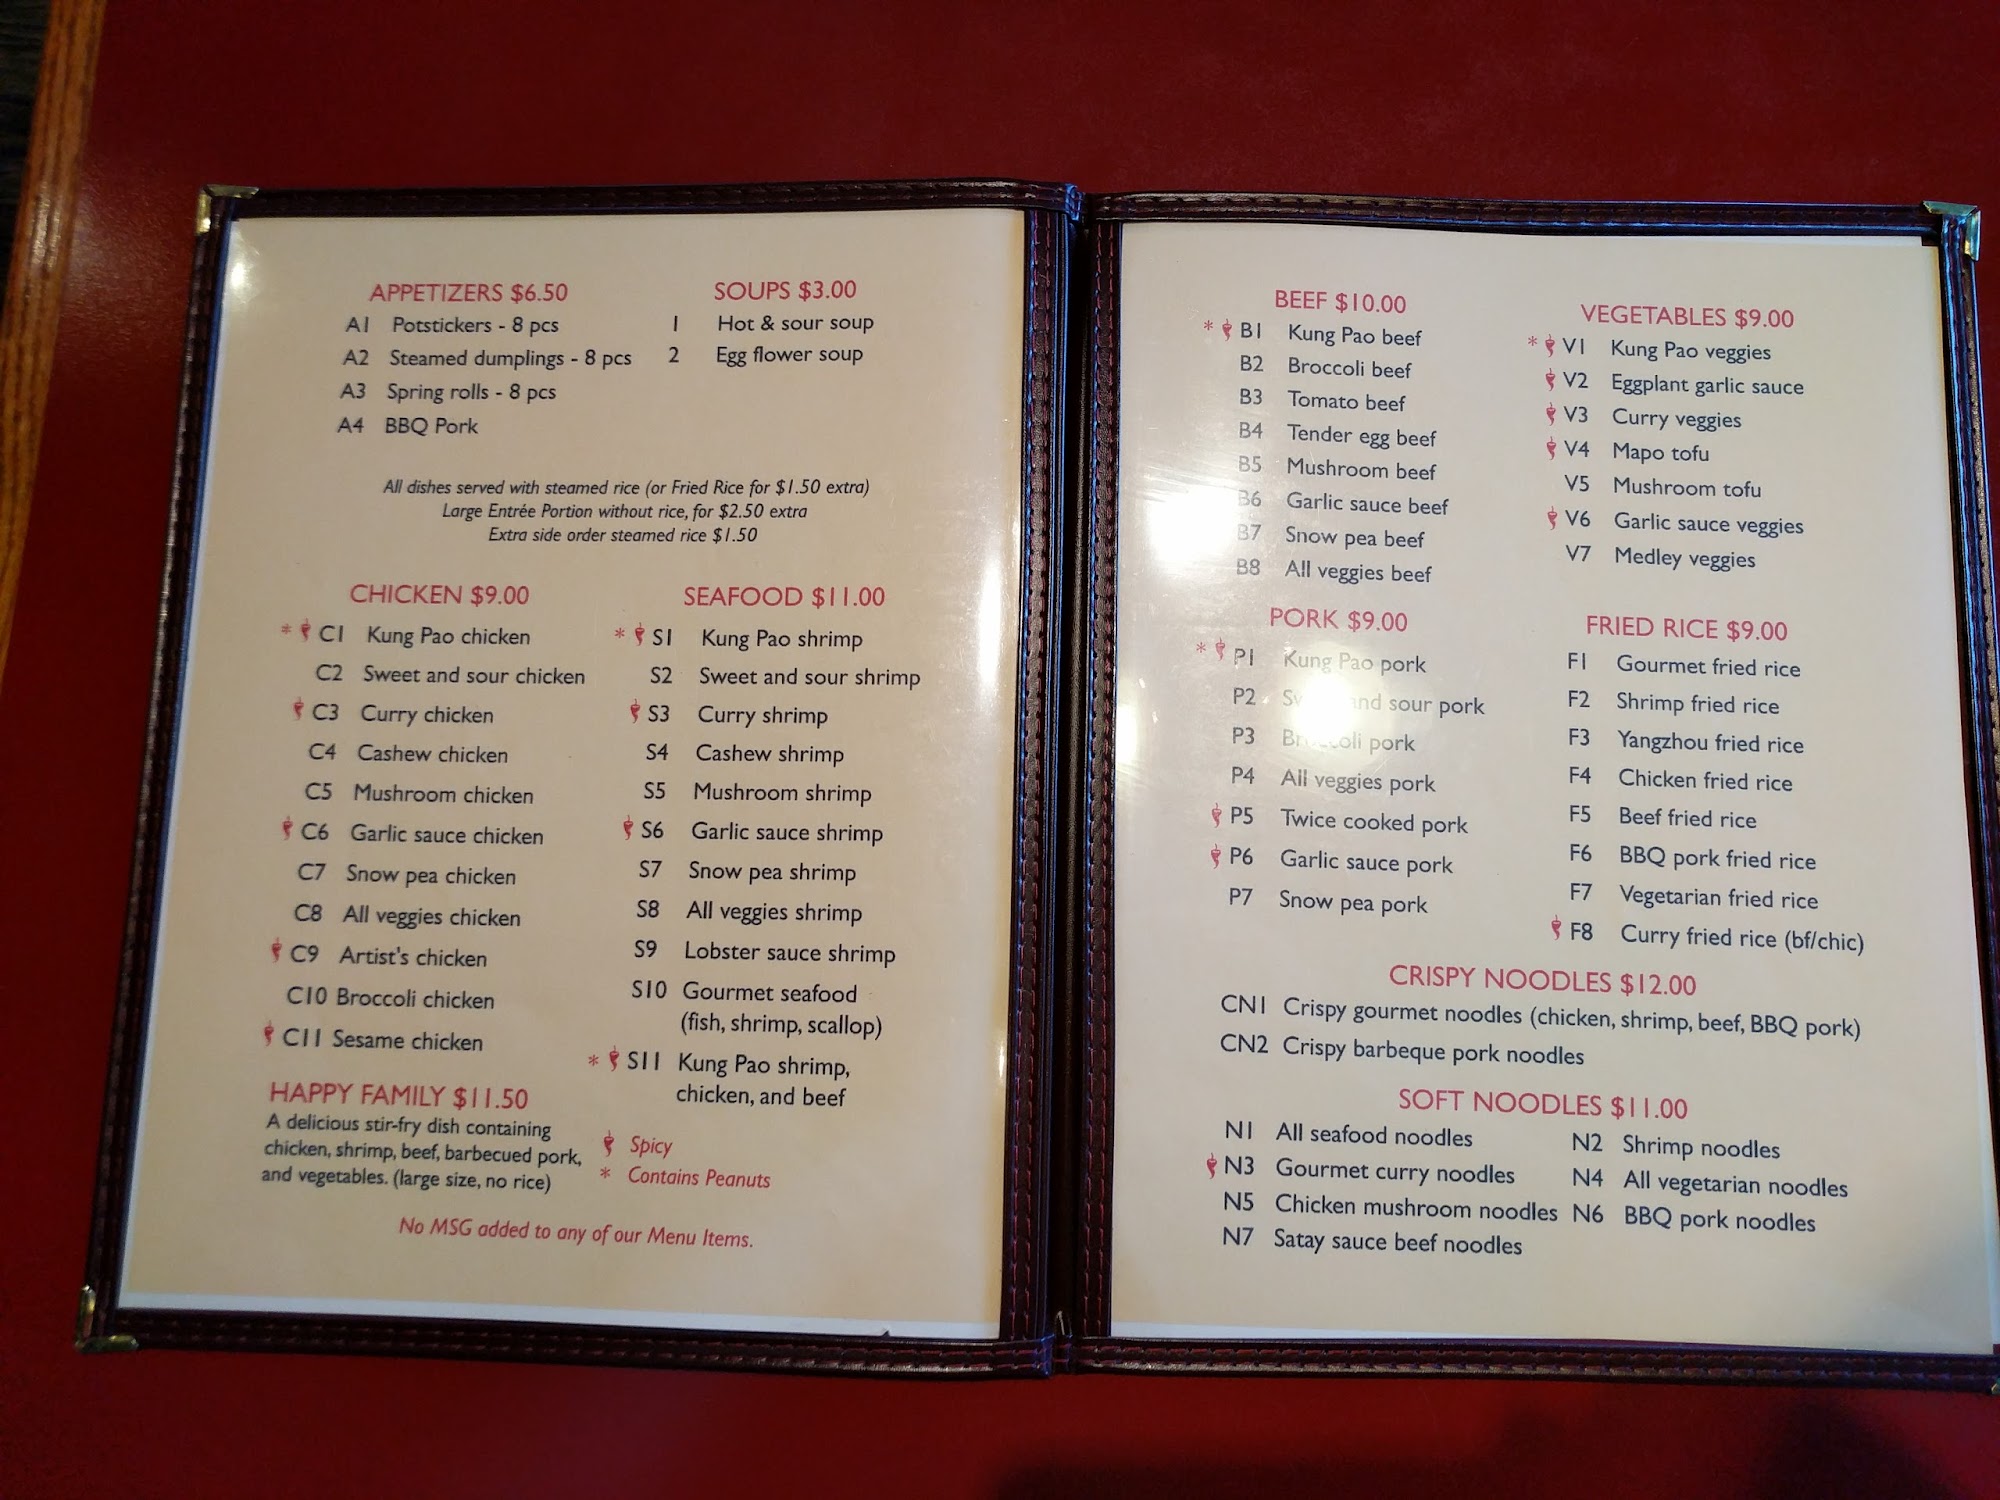 APPETIZERS $6.50
A1 Potstickers - 8 pcs
A2 Steamed dumplings - 8 pcs
A3 Spring rolls - 8 pcs
A4 BBQ Pork
SOUPS $3.00
1 Hot & sour soup
2 Egg flower soup
All dishes served with steamed rice (or Fried Rice for $1.50 extra)
Large Entrée Portion without rice, for $2.50 extra
Extra side order steamed rice $1.50
CHICKEN $9.00
* C1 Kung Pao chicken
C2 Sweet and sour chicken
C3 Curry chicken
C4 Cashew chicken
C5 Mushroom chicken
C6 Garlic sauce chicken
C7 Snow pea chicken
C8 All veggies chicken
C9 Artist's chicken
C10 Broccoli chicken
C11 Sesame chicken
HAPPY FAMILY $11.50
A delicious stir-fry dish containing
chicken, shrimp, beef, barbecued pork,
and vegetables. (large size, no rice)
SEAFOOD $11.00
* S1 Kung Pao shrimp
S2 Sweet and sour shrimp
S3 Curry shrimp
S4 Cashew shrimp
S5 Mushroom shrimp
S6 Garlic sauce shrimp
S7 Snow pea shrimp
S8 All veggies shrimp
S9 Lobster sauce shrimp
S10 Gourmet seafood
(fish, shrimp, scallop)
* S11 Kung Pao shrimp,
chicken, and beef
Spicy
* Contains Peanuts
No MSG added to any of our Menu Items.
BEEF $10.00
* B1 Kung Pao beef
B2 Broccoli beef
B3 Tomato beef
B4 Tender egg beef
B5 Mushroom beef
B6 Garlic sauce beef
B7 Snow pea beef
B8 All veggies beef
PORK $9.00
* P1 Kung Pao pork
P2 and sour pork
P3 Broccoli pork
P4 All veggies pork
P5 Twice cooked pork
P6 Garlic sauce pork
P7 Snow pea pork
VEGETABLES $9.00
* V1 Kung Pao veggies
V2 Eggplant garlic sauce
V3 Curry veggies
V4 Mapo tofu
V5 Mushroom tofu
V6 Garlic sauce veggies
V7 Medley veggies
FRIED RICE $9.00
F1 Gourmet fried rice
F2 Shrimp fried rice
F3 Yangzhou fried rice
F4 Chicken fried rice
F5 Beef fried rice
F6 BBQ pork fried rice
F7 Vegetarian fried rice
F8 Curry fried rice (bf/chic)
CRISPY NOODLES $12.00
CN1 Crispy gourmet noodles (chicken, shrimp, beef, BBQ pork)
CN2 Crispy barbeque pork noodles
SOFT NOODLES $11.00
N1 All seafood noodles N2 Shrimp noodles
N3 Gourmet curry noodles N4 All vegetarian noodles
N5 Chicken mushroom noodles N6 BBQ pork noodles
N7 Satay sauce beef noodles